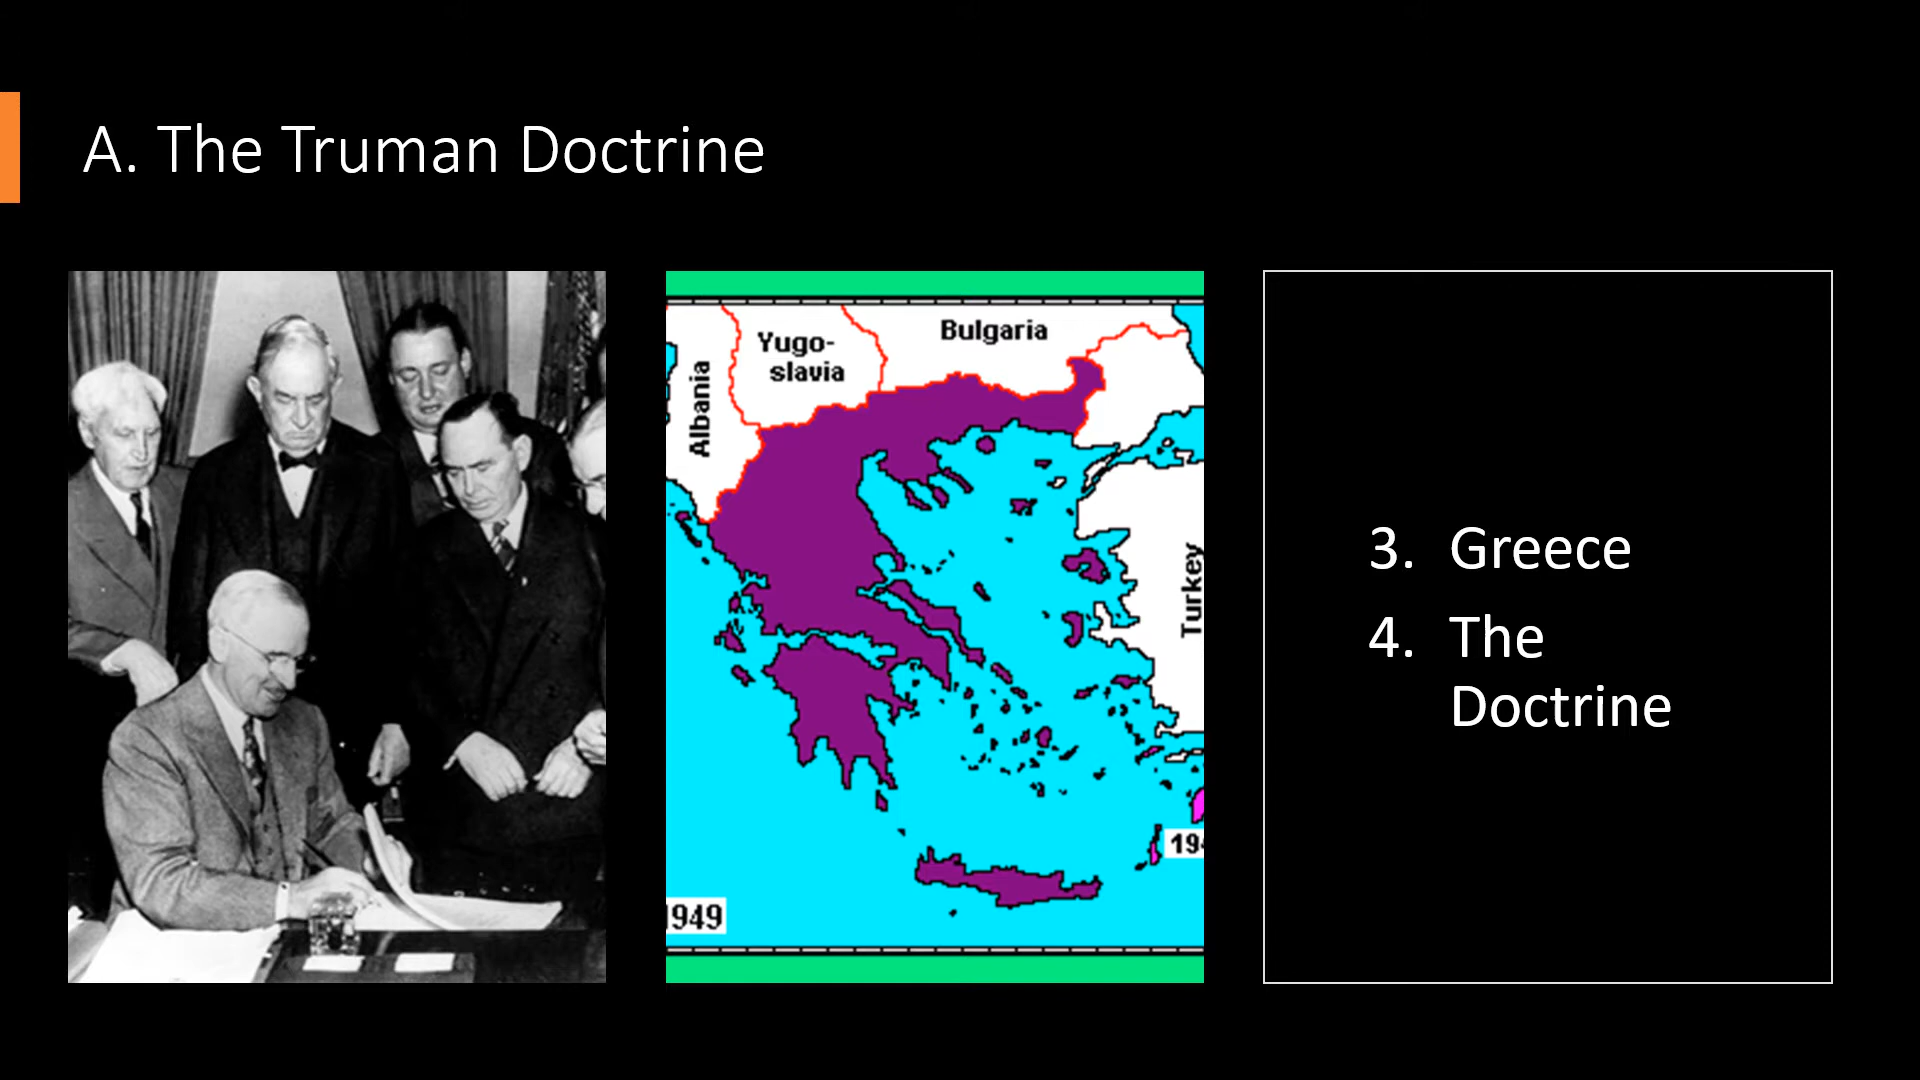 A. The Truman Doctrine
Yugo-
slavia
Bulgaria
Albania
Turkey
1949
3. Greece
4. The
Doctrine